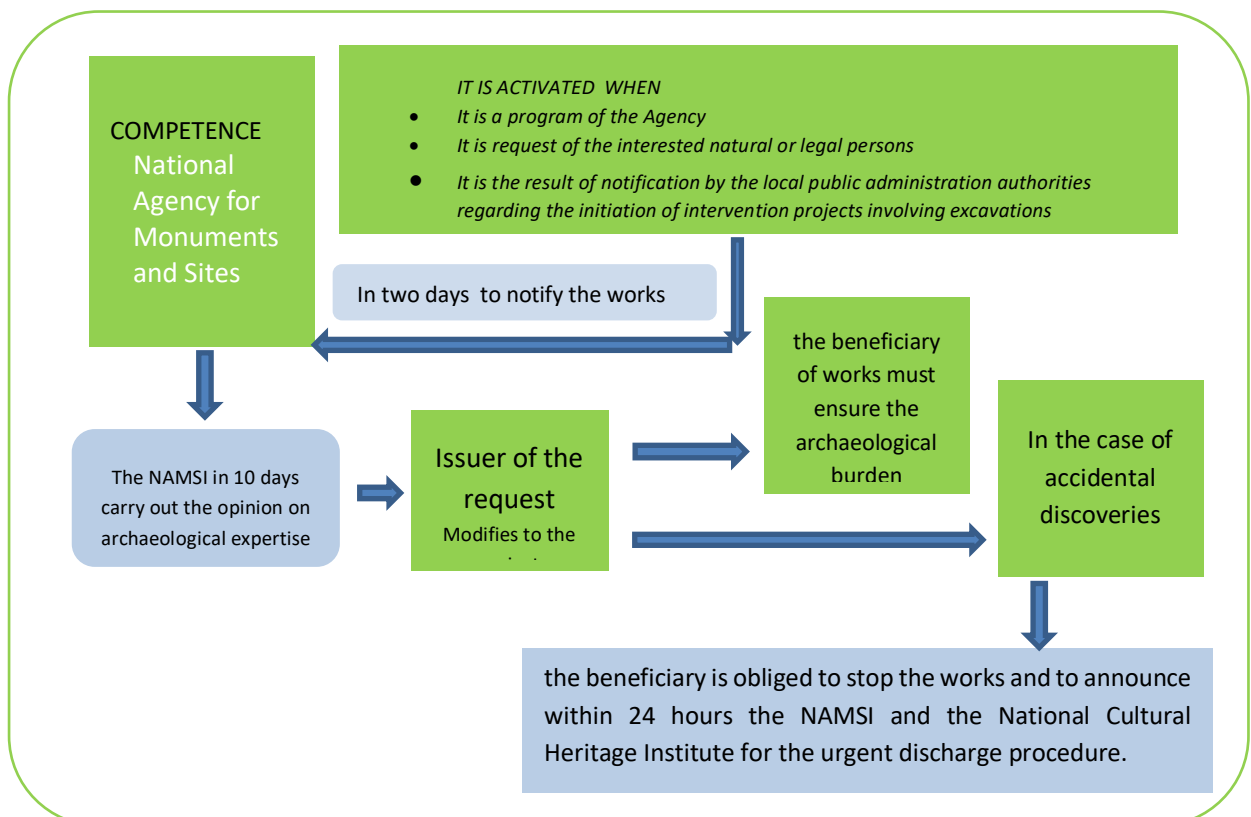 COMPETENCE
National
Agency for
Monuments
and Sites
IT IS ACTIVATED WHEN
• It is a program of the Agency
• It is request of the interested natural or legal persons
• It is the result of notification by the local public administration authorities
regarding the initiation of intervention projects involving excavations
In two days to notify the works
the beneficiary
of works must
ensure the
archaeological
burden
The NAMSI in 10 days
carry out the opinion on
archaeological expertise
Issuer of the
request
Modifies to the
In the case of
accidental
discoveries
the beneficiary is obliged to stop the works and to announce
within 24 hours the NAMSI and the National Cultural
Heritage Institute for the urgent discharge procedure.